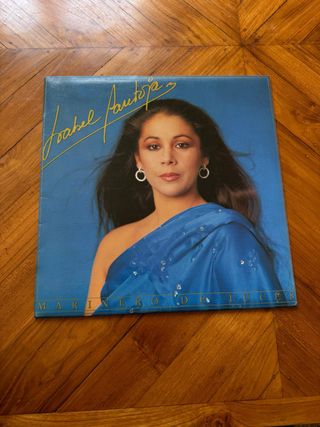 Isabel Pantoja
MARINERO DE LUCES